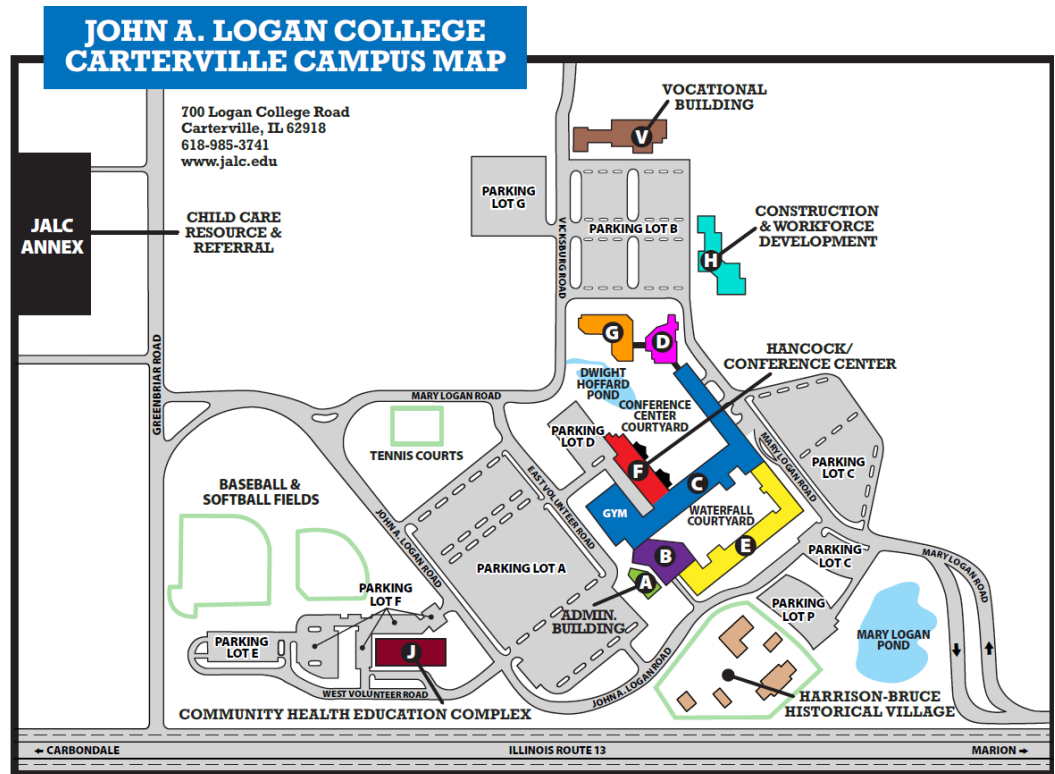 JOHN A. LOGAN COLLEGE
CARTERVILLE CAMPUS MAP
700 Logan College Road
Carterville, IL 62918
618-985-3741
www.jalc.edu
VOCATIONAL
BUILDING
V
PARKING
LOT G
VICKSBURG ROAD
PARKING LOT B
CONSTRUCTION
& WORKFORCE
DEVELOPMENT
H
JALC
ANNEX
CHILD CARE
RESOURCE &
REFERRAL
GREENBRIAR ROAD
G
D
HANCOCK/
CONFERENCE CENTER
DWIGHT
HOFFARD
POND
MARY LOGAN ROAD
CONFERENCE
CENTER
COURTYARD
PARKING
LOT D
TENNIS COURTS
F
C
MARY LOGAN ROAD
PARKING
LOT C
BASEBALL &
SOFTBALL FIELDS
EAST VOLUNTEER ROAD
GYM
WATERFALL
COURTYARD
JOHN A. LOGAN ROAD
B
E
PARKING LOT A
A
PARKING
LOT C
MARY LOGAN ROAD
PARKING
LOT F
ADMIN.
BUILDING
PARKING
LOT P
MARY LOGAN
POND
PARKING
LOT E
J
JOHN A. LOGAN ROAD
WEST VOLUNTEER ROAD
COMMUNITY HEALTH EDUCATION COMPLEX
HARRISON-BRUCE
HISTORICAL VILLAGE
← CARBONDALE
ILLINOIS ROUTE 13
MARION →